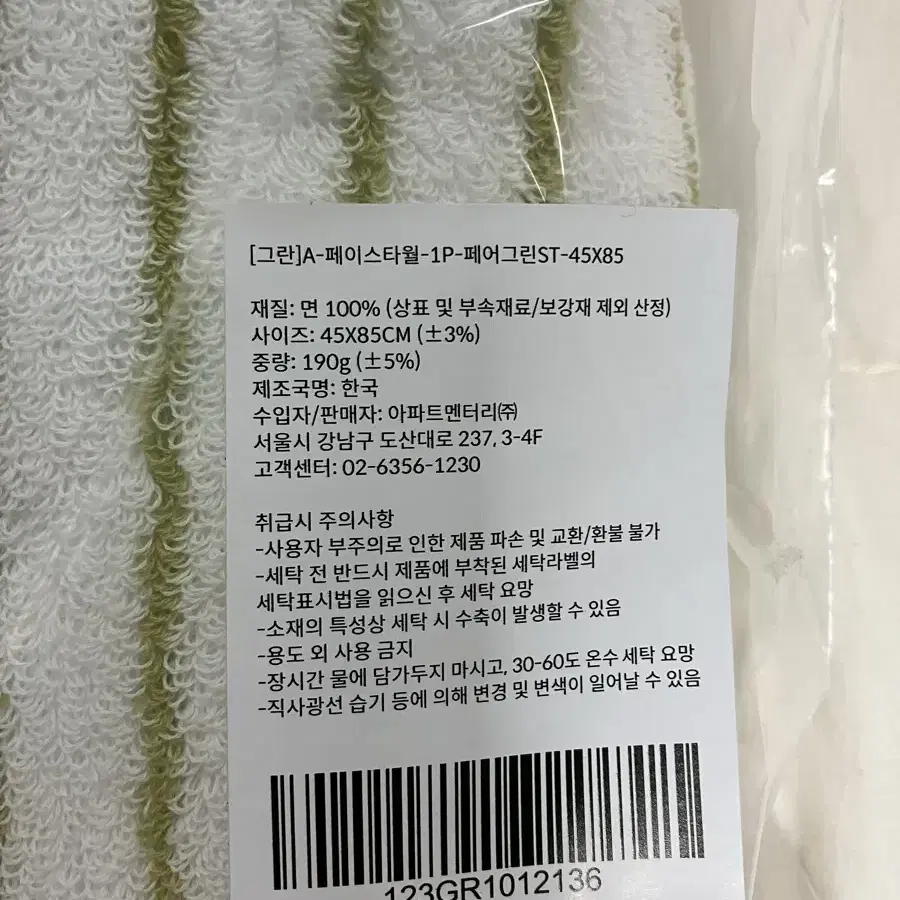 [그란]A-페이스타월-1P-페어그린ST-45X85
재질: 면 100% (상표 및 부속재료/보강재 제외 산정)
사이즈: 45X85CM (±3%)
중량: 190g (±5%)
제조국명: 한국
수입자/판매자: 아파트멘터리㈜
서울시 강남구 도산대로 237, 3-4F
고객센터: 02-6356-1230
취급시 주의사항
-사용자 부주의로 인한 제품 파손 및 교환/환불 불가
-세탁 전 반드시 제품에 부착된 세탁라벨의
세탁표시법을 읽으신 후 세탁 요망
-소재의 특성상 세탁 시 수축이 발생할 수 있음
-용도 외 사용 금지
-장시간 물에 담가두지 마시고, 30-60도 온수 세탁 요망
-직사광선 습기 등에 의해 변경 및 변색이 일어날 수 있음
123GR1012136